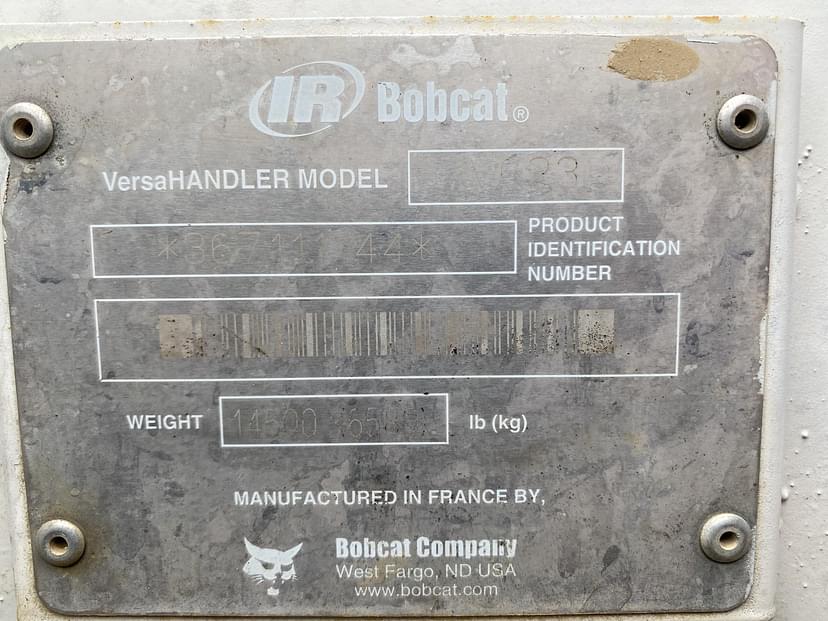 IR Bobcat®
VersaHANDLER MODEL
PRODUCT
IDENTIFICATION
NUMBER
WEIGHT 14500 lb (kg)
MANUFACTURED IN FRANCE BY,
Bobcat Company
West Fargo, ND USA
www.bobcat.com